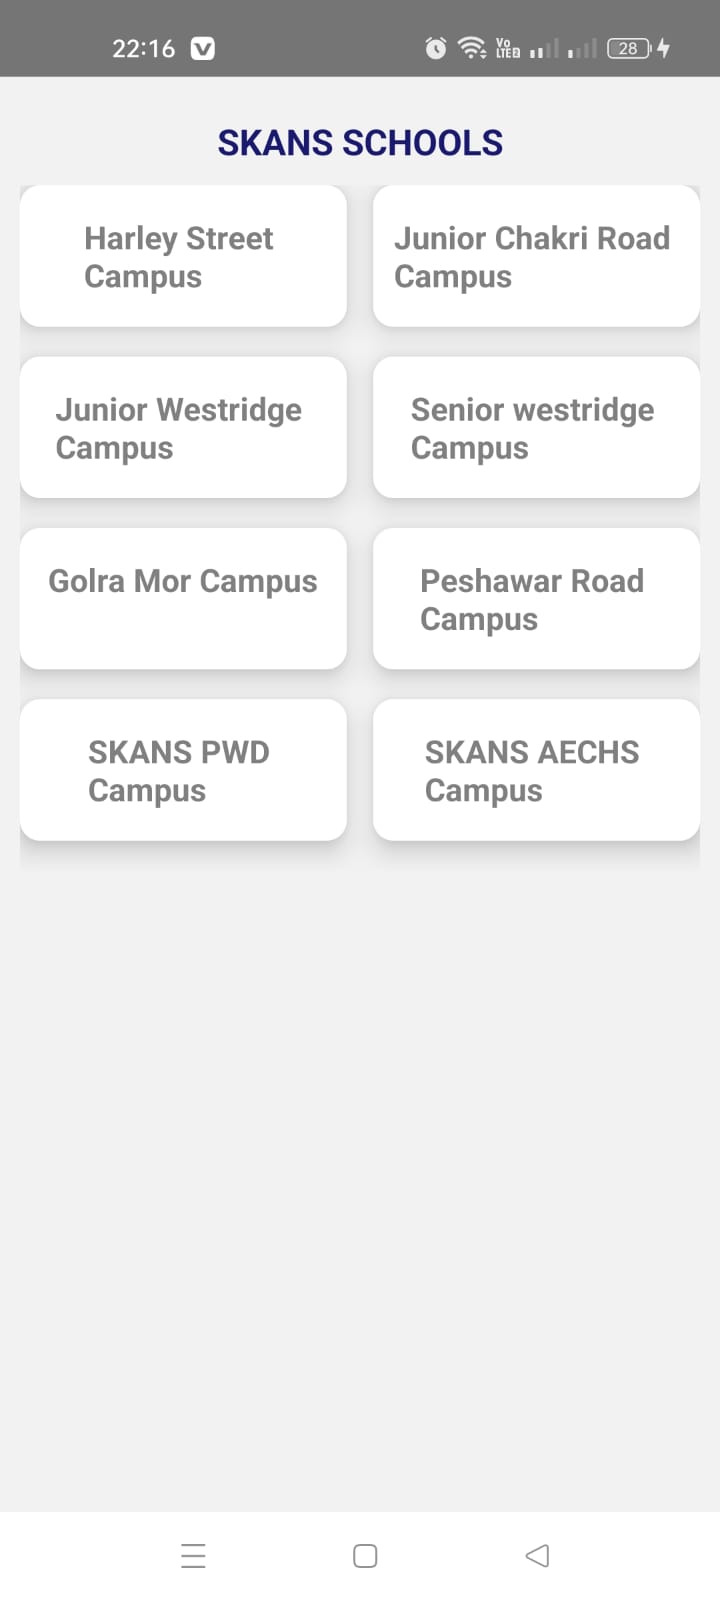 22:16
Vo
LTE2
28
SKANS SCHOOLS
Harley Street
Campus
Junior Chakri Road
Campus
Junior Westridge
Campus
Senior westridge
Campus
Golra Mor Campus
Peshawar Road
Campus
SKANS PWD
Campus
SKANS AECHS
Campus